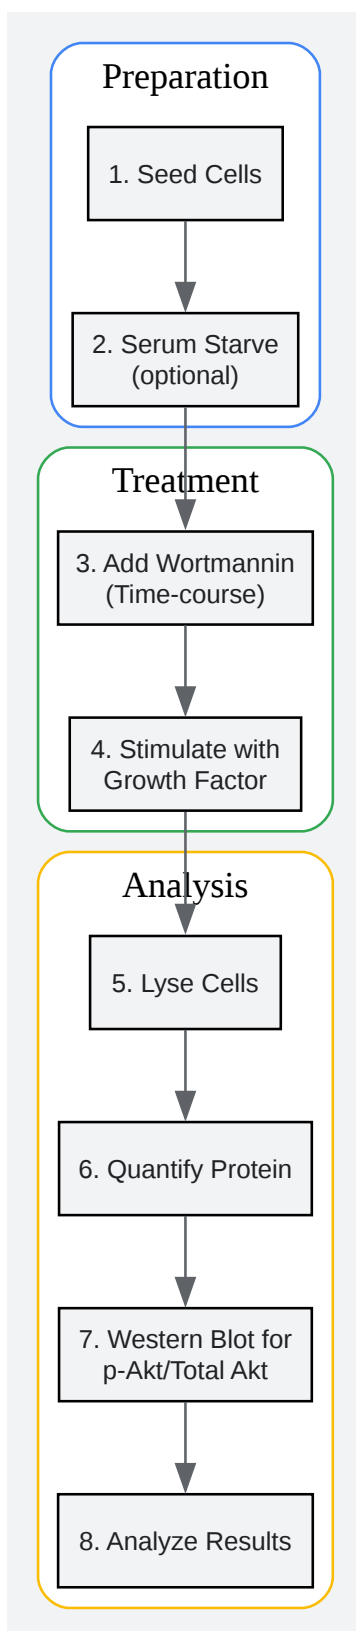 Preparation
1. Seed Cells
2. Serum Starve
(optional)
Treatment
3. Add Wortmannin
(Time-course)
4. Stimulate with
Growth Factor
Analysis
5. Lyse Cells
6. Quantify Protein
7. Western Blot for
p-Akt/Total Akt
8. Analyze Results